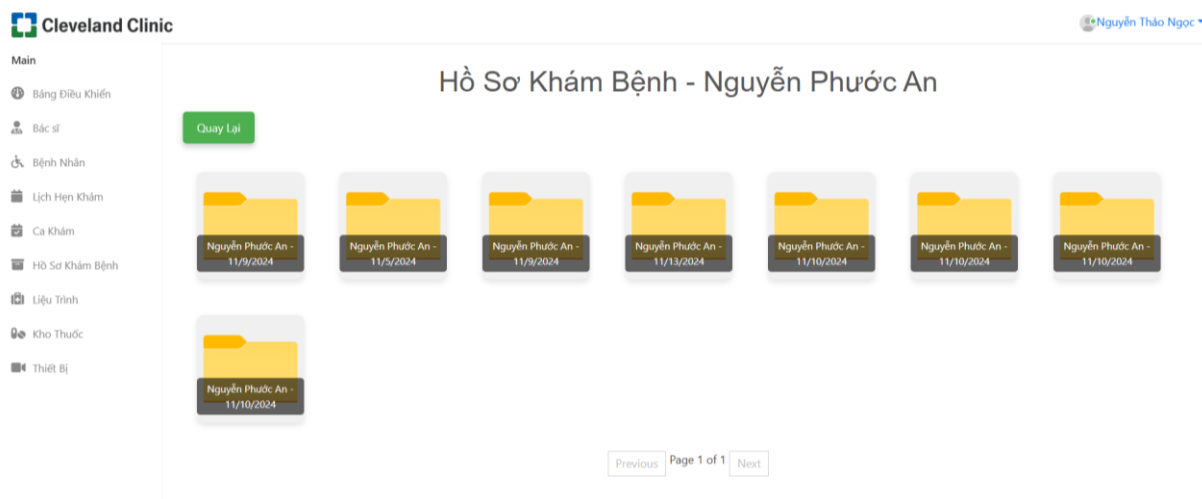 Cleveland Clinic
Nguyễn Thảo Ngọc
Main
Bảng Điều Khiển
Bác sĩ
Bệnh Nhân
Lịch Hẹn Khám
Ca Khám
Hồ Sơ Khám Bệnh
Liệu Trình
Kho Thuốc
Thiết Bị
Hồ Sơ Khám Bệnh - Nguyễn Phước An
Quay Lại
Nguyễn Phước An -
11/9/2024
Nguyễn Phước An -
11/5/2024
Nguyễn Phước An -
11/9/2024
Nguyễn Phước An -
11/13/2024
Nguyễn Phước An -
11/10/2024
Nguyễn Phước An -
11/10/2024
Nguyễn Phước An -
11/10/2024
Nguyễn Phước An -
11/10/2024
Previous Page 1 of 1 Next